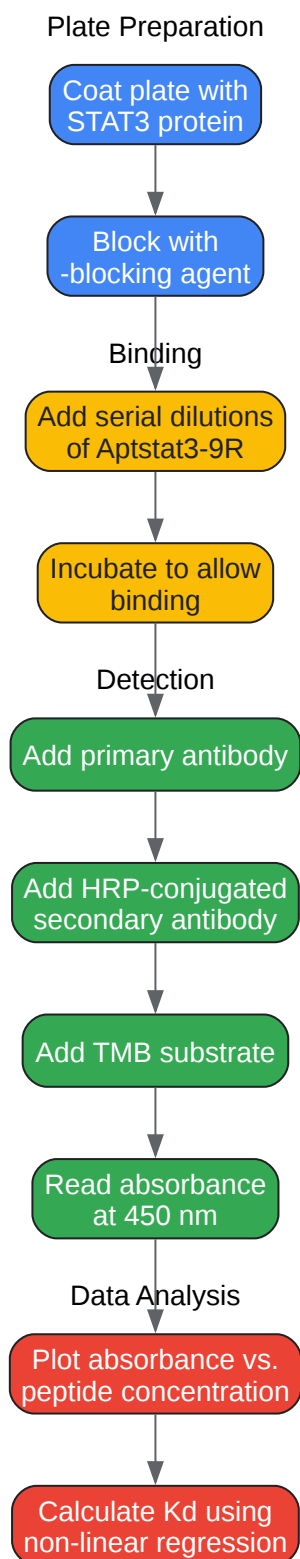 Plate Preparation
Coat plate with
STAT3 protein
Block with
-blocking agent
Binding
Add serial dilutions
of Aptstat3-9R
Incubate to allow
binding
Detection
Add primary antibody
Add HRP-conjugated
secondary antibody
Add TMB substrate
Read absorbance
at 450 nm
Data Analysis
Plot absorbance vs.
peptide concentration
Calculate Kd using
non-linear regression